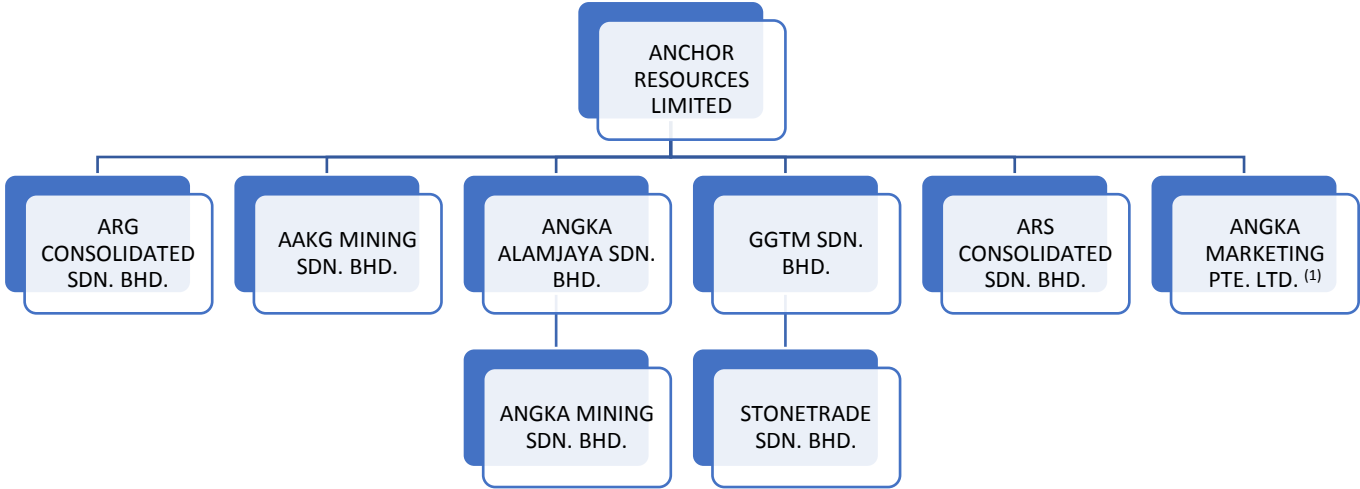 ANCHOR
RESOURCES
LIMITED
ARG
CONSOLIDATED
SDN. BHD.
AAKG MINING
SDN. BHD.
ANGKA
ALAMJAYA SDN.
BHD.
GGTM SDN.
BHD.
ARS
CONSOLIDATED
SDN. BHD.
ANGKA
MARKETING
PTE. LTD. (1)
ANGKA MINING
SDN. BHD.
STONETRADE
SDN. BHD.